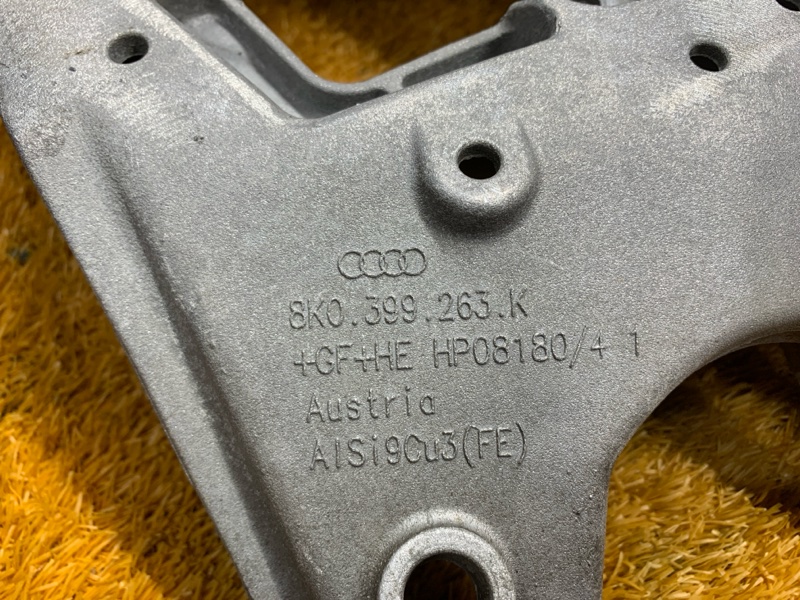 8K0.399.263.K
+GF+HE HP08180/4 1
Austria
AlSi9Cu3(FE)